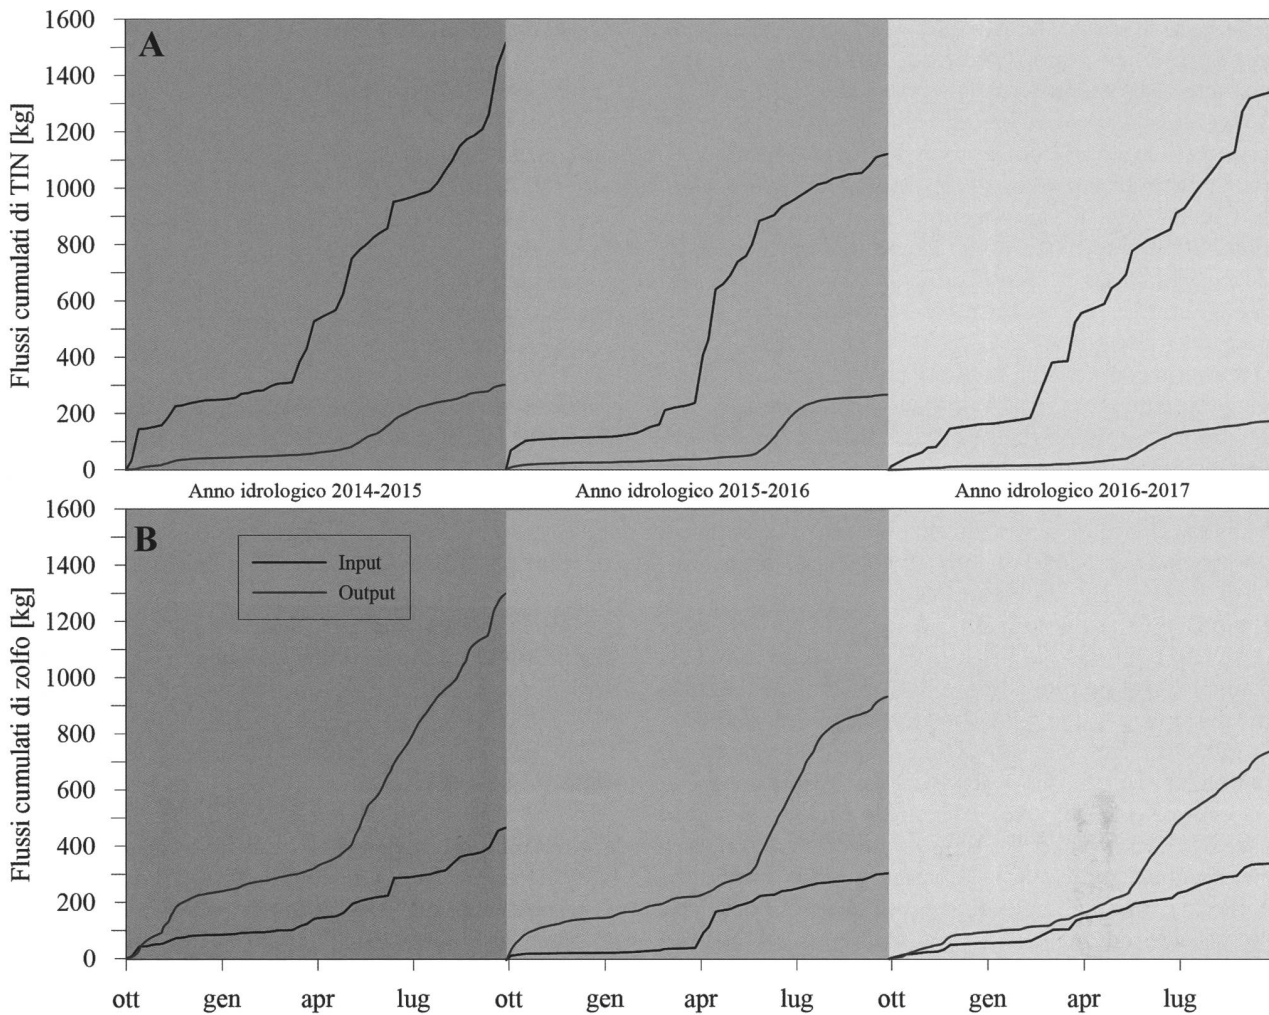 A
Flussi cumulati di TIN [kg]
1600
1400
1200
1000
800
600
400
200
0
Anno idrologico 2014-2015 Anno idrologico 2015-2016 Anno idrologico 2016-2017
B
Flussi cumulati di zolfo [kg]
1600
1400
1200
1000
800
600
400
200
0
Input
Output
ott gen apr lug ott gen apr lug ott gen apr lug